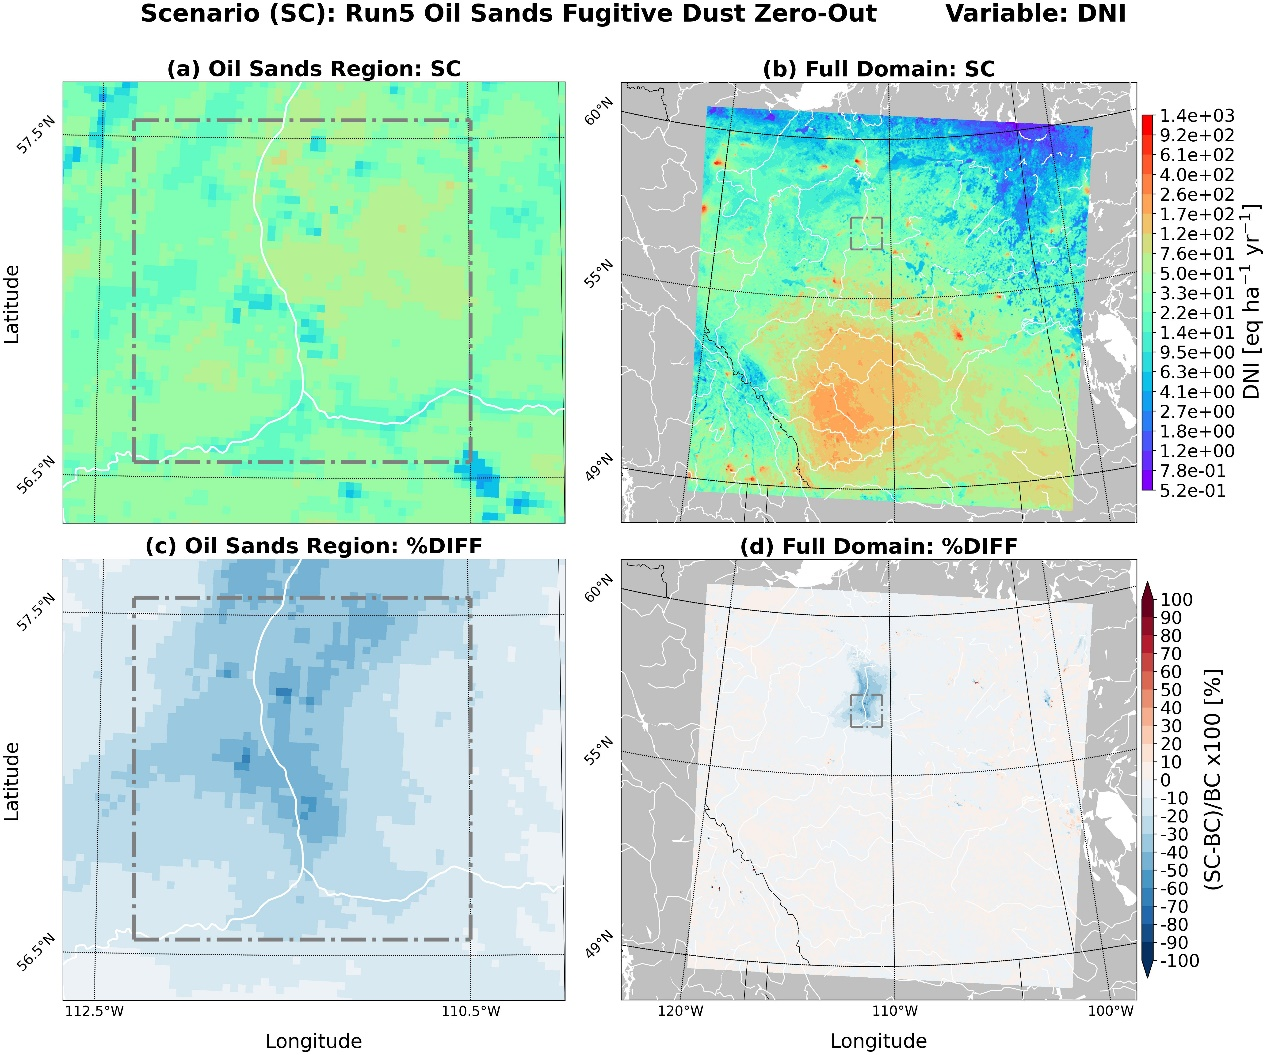 Scenario (SC): Run5 Oil Sands Fugitive Dust Zero-Out Variable: DNI
(a) Oil Sands Region: SC
(b) Full Domain: SC
57.5°N
56.5°N
Latitude
60°N
55°N
49°N
1.4e+03
9.2e+02
6.1e+02
4.0e+02
2.6e+02
1.7e+02
1.2e+02
7.6e+01
5.0e+01
3.3e+01
2.2e+01
1.4e+01
9.5e+00
6.3e+00
4.1e+00
2.7e+00
1.8e+00
1.2e+00
7.8e-01
5.2e-01
DNI [eq ha⁻¹ yr⁻¹]
(c) Oil Sands Region: %DIFF
(d) Full Domain: %DIFF
57.5°N
56.5°N
Latitude
60°N
55°N
49°N
100
90
80
70
60
50
40
30
20
10
0
-10
-20
-30
-40
-50
-60
-70
-80
-90
-100
(SC-BC)/BC x100 [%]
112.5°W 110.5°W
120°W 110°W 100°W
Longitude
Longitude